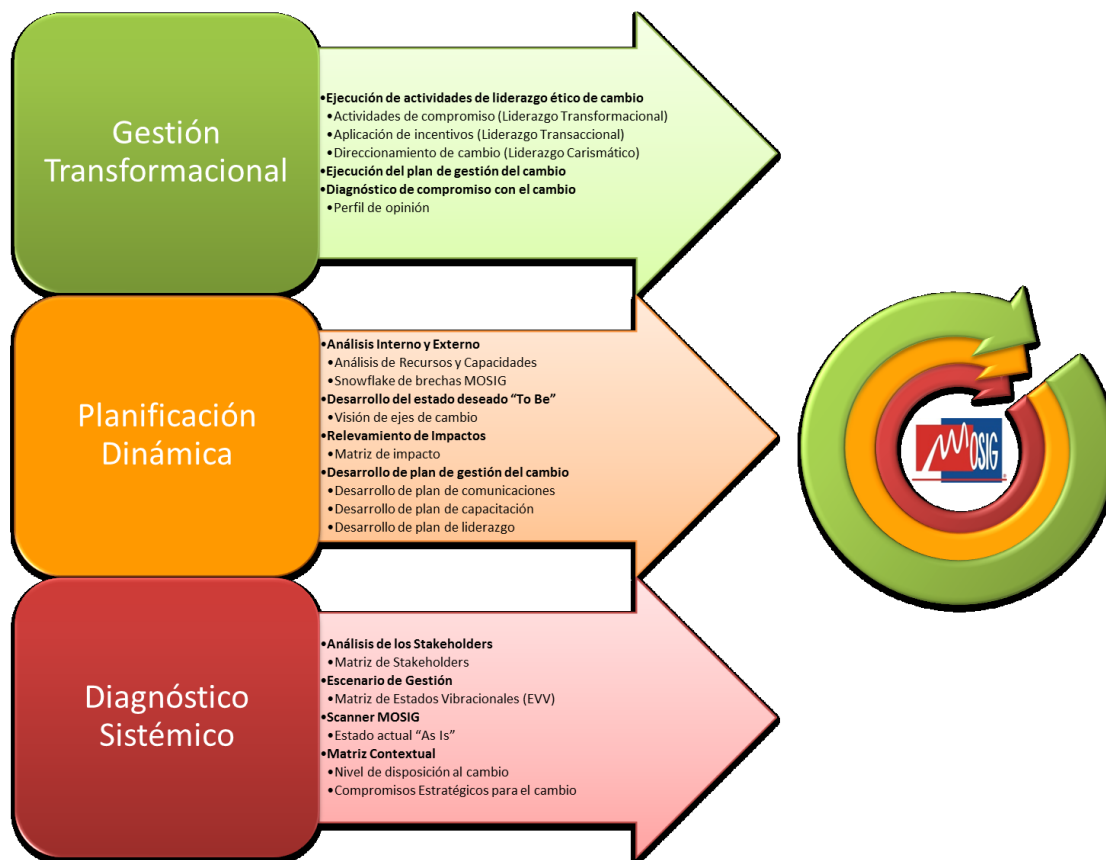 Gestión
Transformacional
•Ejecución de actividades de liderazgo ético de cambio
•Actividades de compromiso (Liderazgo Transformacional)
•Aplicación de incentivos (Liderazgo Transaccional)
•Direccionamiento de cambio (Liderazgo Carismático)
•Ejecución del plan de gestión del cambio
•Diagnóstico de compromiso con el cambio
•Perfil de opinión
Planificación
Dinámica
•Análisis Interno y Externo
•Análisis de Recursos y Capacidades
•Snowflake de brechas MOSIG
•Desarrollo del estado deseado “To Be”
•Visión de ejes de cambio
•Relevamiento de Impactos
•Matriz de impacto
•Desarrollo de plan de gestión del cambio
•Desarrollo de plan de comunicaciones
•Desarrollo de plan de capacitación
•Desarrollo de plan de liderazgo
MOSIG
Diagnóstico
Sistémico
•Análisis de los Stakeholders
•Matriz de Stakeholders
•Escenario de Gestión
•Matriz de Estados Vibracionales (EVV)
•Scanner MOSIG
•Estado actual “As Is”
•Matriz Contextual
•Nivel de disposición al cambio
•Compromisos Estratégicos para el cambio